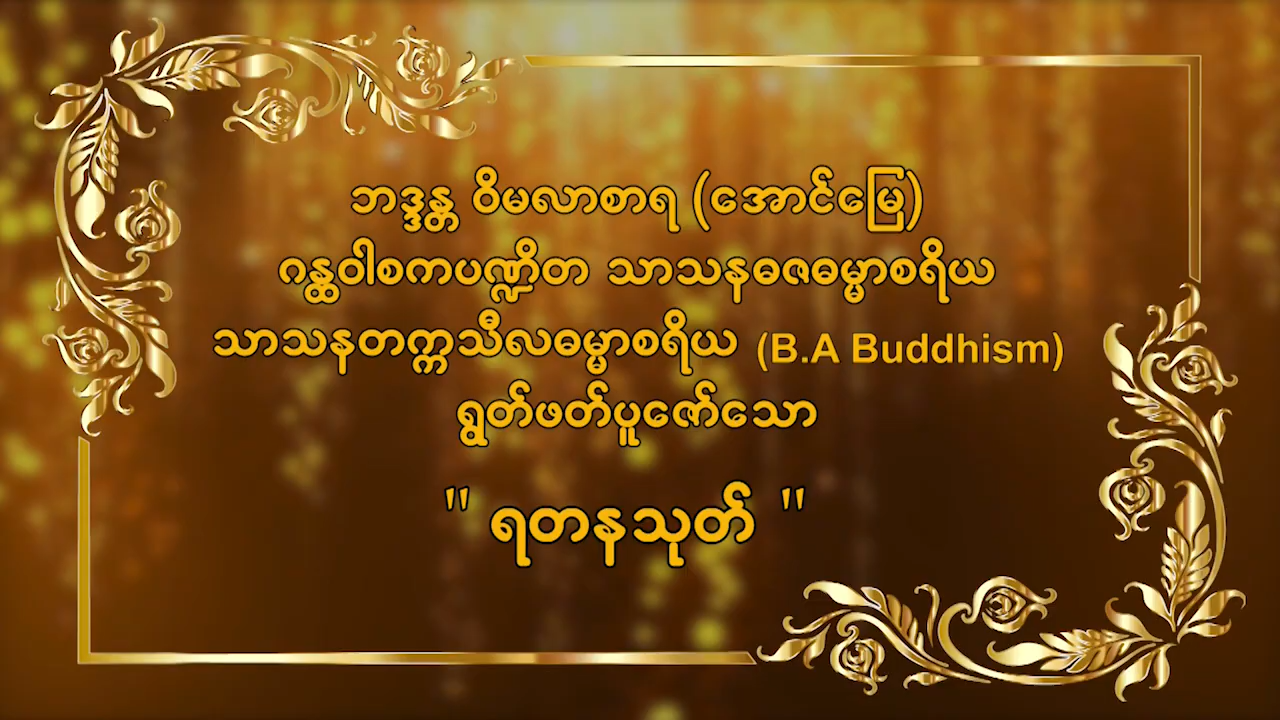 ဘဒ္ဒန္တ ဝိမလာစာရ (အောင်မြေ)
ဂန္ထဝါစကပဏ္ဍိတ သာသနဓဇဓမ္မာစရိယ
သာသနတက္ကသီလဓမ္မာစရိယ (B.A Buddhism)
ရွတ်ဖတ်ပူဇော်သော
" ရတနသုတ် "